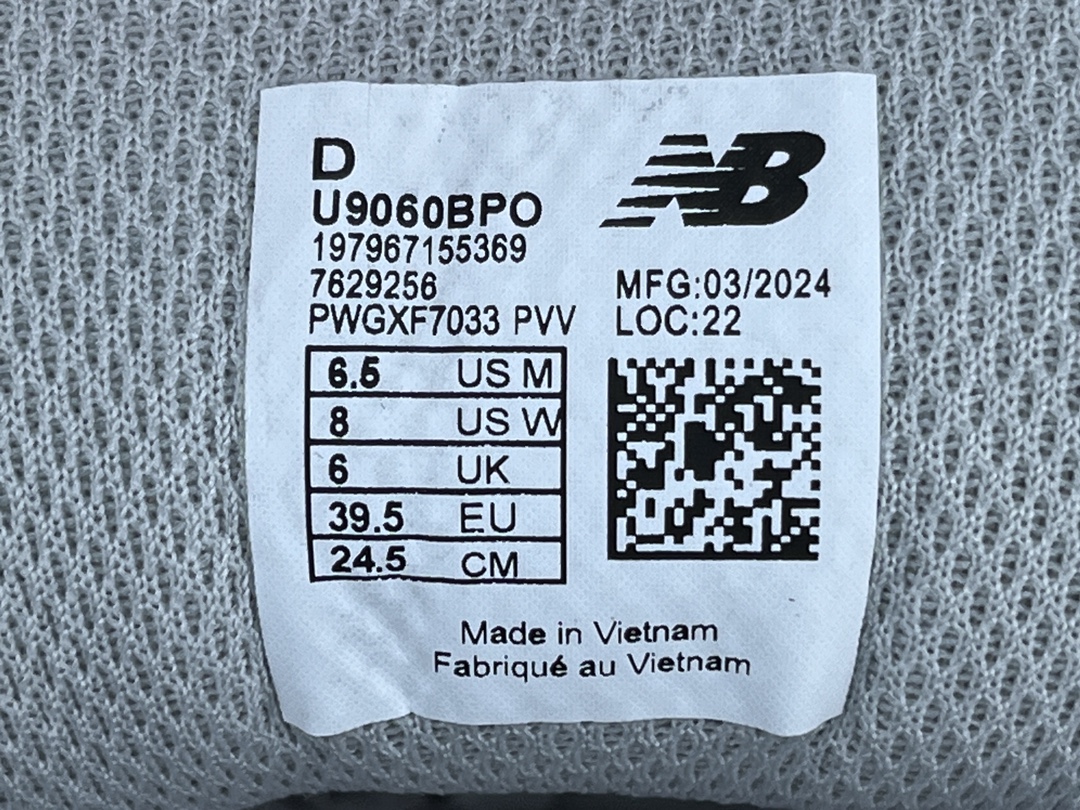 D
NB
U9060BPO
197967155369
7629256
MFG:03/2024
PWGXF7033 PVV
LOC:22
6.5 US M
8 US W
6 UK
39.5 EU
24.5 CM
Made in Vietnam
Fabriqué au Vietnam